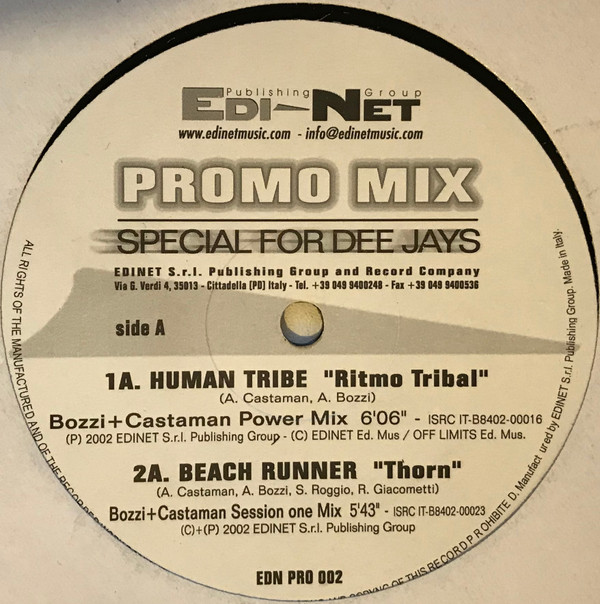 Publishing Group
EDI-NET
www.edinetmusic.com - info@edinetmusic.com
PROMO MIX
SPECIAL FOR DEE JAYS
EDINET S.r.l. Publishing Group and Record Company
Via G. Verdi 4, 35013 - Cittadella (PD) Italy - Tel. +39 049 9400248 - Fax +39 049 9400536
side A
1A. HUMAN TRIBE "Ritmo Tribal"
(A. Castaman, A. Bozzi)
Bozzi+Castaman Power Mix 6'06" - ISRC IT-B8402-00016
(P) 2002 EDINET S.r.l. Publishing Group - (C) EDINET Ed. Mus / OFF LIMITS Ed. Mus.
2A. BEACH RUNNER "Thorn"
(A. Castaman, A. Bozzi, S. Roggio, R. Giacometti)
Bozzi+Castaman Session one Mix 5'43" - ISRC IT-B8402-00023
(C)+(P) 2002 EDINET S.r.l. Publishing Group
EDN PRO 002
ALL RIGHTS OF THE MANUFACTURED AND OF THE
OF THIS RECORD P R OHIBITE D. Manufact ured by EDINET S.r.l. Publishing Group. Made in Italy.